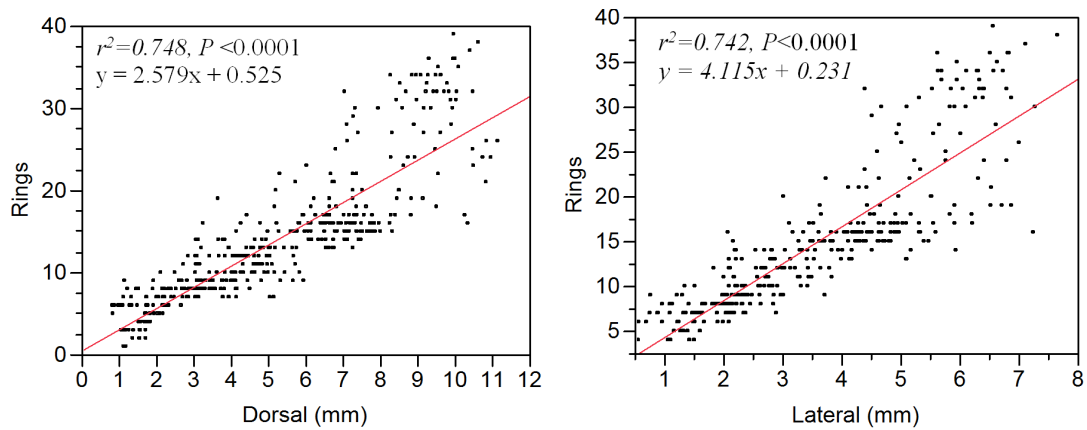 r²=0.748, P <0.0001
y = 2.579x + 0.525
40
30
20
10
0
Rings
0 1 2 3 4 5 6 7 8 9 10 11 12
Dorsal (mm)
r²=0.742, P<0.0001
y = 4.115x + 0.231
40
35
30
25
20
15
10
5
Rings
1 2 3 4 5 6 7 8
Lateral (mm)